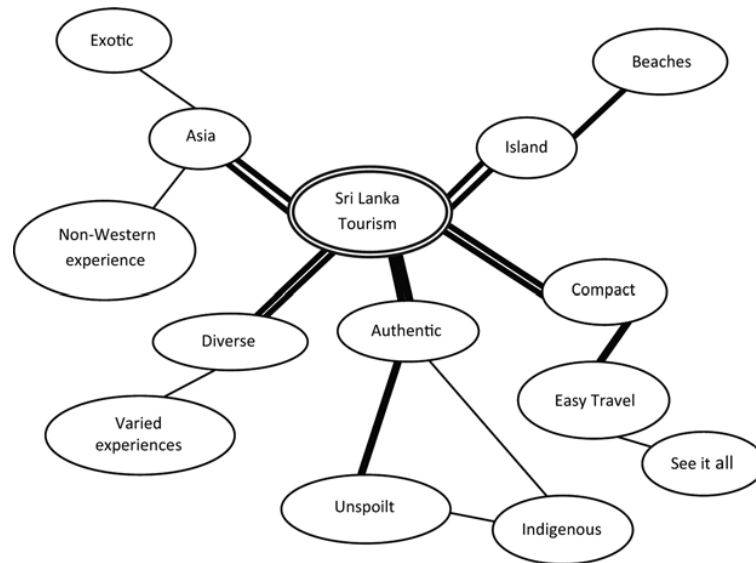 Exotic
Beaches
Asia
Island
Sri Lanka
Tourism
Non-Western
experience
Compact
Diverse
Authentic
Easy Travel
Varied
experiences
See it all
Unspoilt
Indigenous